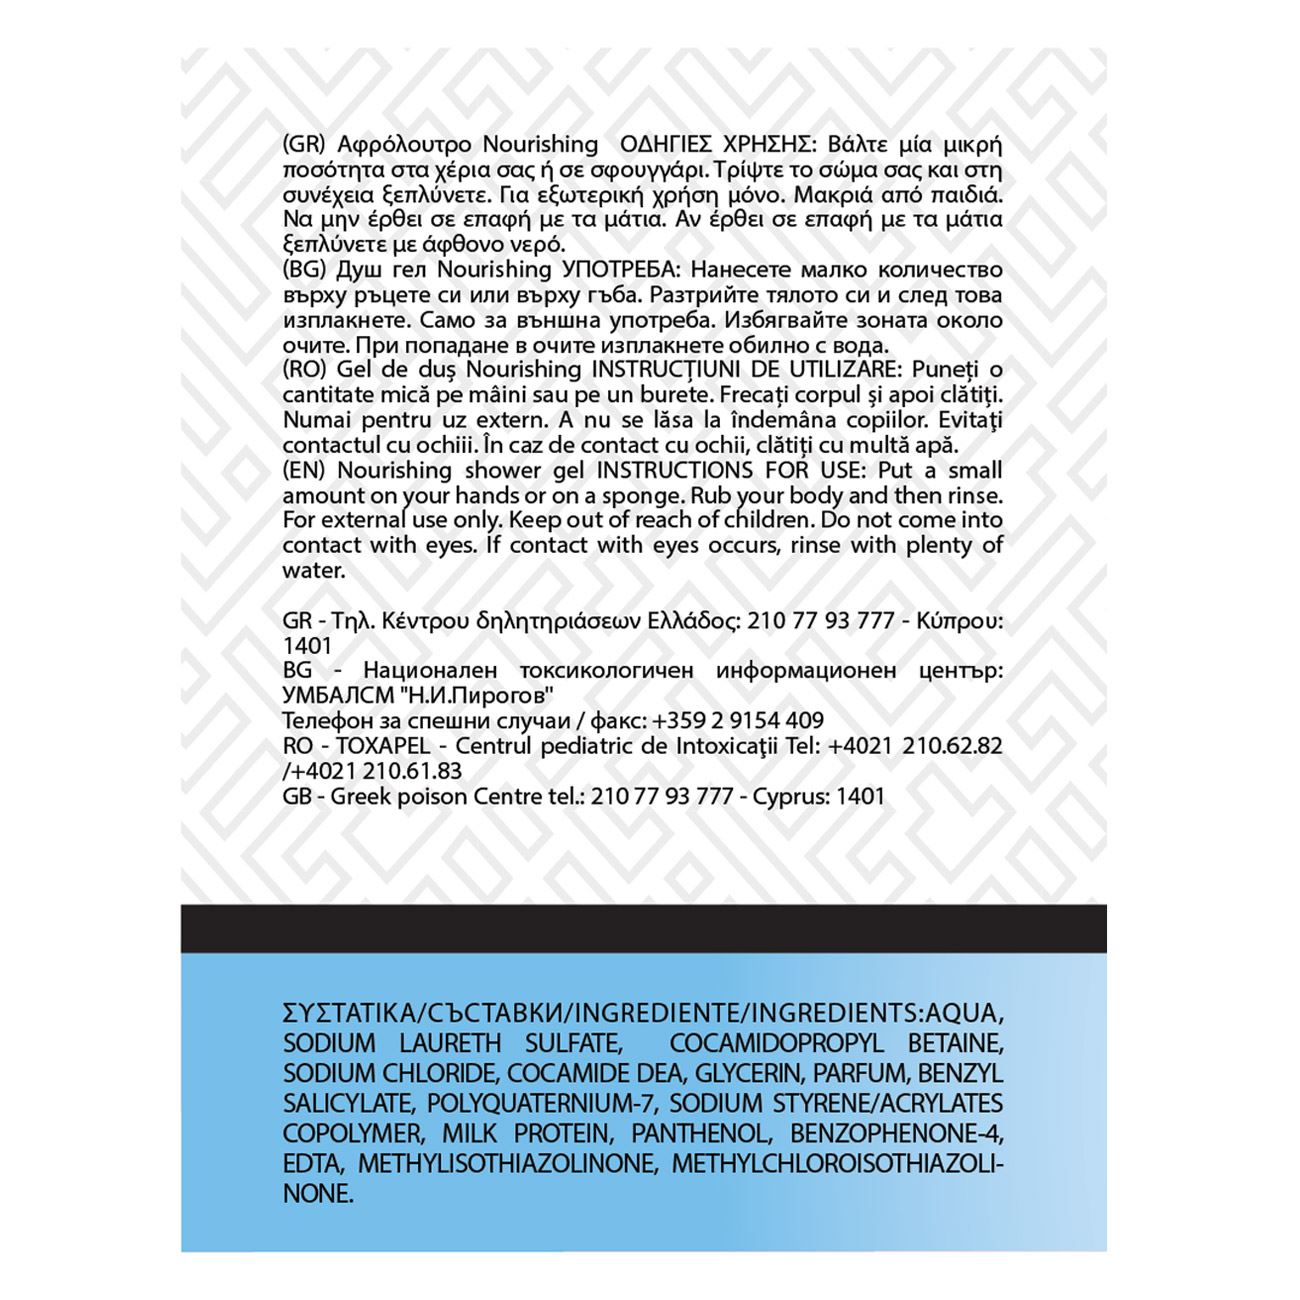 (GR) Αφρόλουτρο Nourishing ΟΔΗΓΙΕΣ ΧΡΗΣΗΣ: Βάλτε μία μικρή
ποσότητα στα χέρια σας ή σε σφουγγάρι. Τρίψτε το σώμα σας και στη
συνέχεια ξεπλύνετε. Για εξωτερική χρήση μόνο. Μακριά από παιδιά.
Να μην έρθει σε επαφή με τα μάτια. Αν έρθει σε επαφή με τα μάτια
ξεπλύνετε με άφθονο νερό.
(BG) Душ гел Nourishing УПОТРЕБА: Нанесете малко количество
върху ръцете си или върху гъба. Разтрийте тялото си и след това
изплакнете. Само за външна употреба. Избягвайте зоната около
очите. При попадане в очите изплакнете обилно с вода.
(RO) Gel de duş Nourishing INSTRUCȚIUNI DE UTILIZARE: Puneți o
cantitate mică pe mâini sau pe un burete. Frecați corpul şi apoi clătiți.
Numai pentru uz extern. A nu se lăsa la îndemâna copiilor. Evitaţi
contactul cu ochiii. În caz de contact cu ochii, clătiți cu multă apă.
(EN) Nourishing shower gel INSTRUCTIONS FOR USE: Put a small
amount on your hands or on a sponge. Rub your body and then rinse.
For external use only. Keep out of reach of children. Do not come into
contact with eyes. If contact with eyes occurs, rinse with plenty of
water.
GR - Τηλ. Κέντρου δηλητηριάσεων Ελλάδος: 210 77 93 777 - Κύπρου:
1401
BG - Национален токсикологичен информационен център:
УМБАЛСМ "Н.И.Пирогов"
Телефон за спешни случаи / факс: +359 2 9154 409
RO - TOXAPEL - Centrul pediatric de Intoxicaţii Tel: +4021 210.62.82
/+4021 210.61.83
GB - Greek poison Centre tel.: 210 77 93 777 - Cyprus: 1401
ΣΥΣΤΑΤΙΚΑ/СЪСТАВКИ/INGREDIENTE/INGREDIENTS:AQUA,
SODIUM LAURETH SULFATE, COCAMIDOPROPYL BETAINE,
SODIUM CHLORIDE, COCAMIDE DEA, GLYCERIN, PARFUM, BENZYL
SALICYLATE, POLYQUATERNIUM-7, SODIUM STYRENE/ACRYLATES
COPOLYMER, MILK PROTEIN, PANTHENOL, BENZOPHENONE-4,
EDTA, METHYLISOTHIAZOLINONE, METHYLCHLOROISOTHIAZOLI-
NONE.